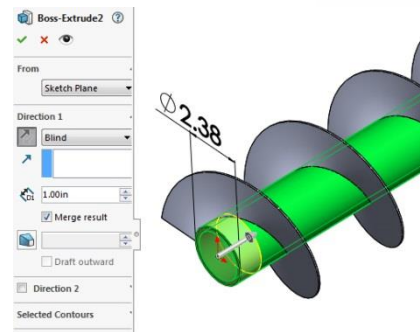 Boss-Extrude2
From
Sketch Plane
Direction 1
Blind
D1
1.00in
Merge result
Draft outward
Direction 2
Selected Contours
Ø2.38